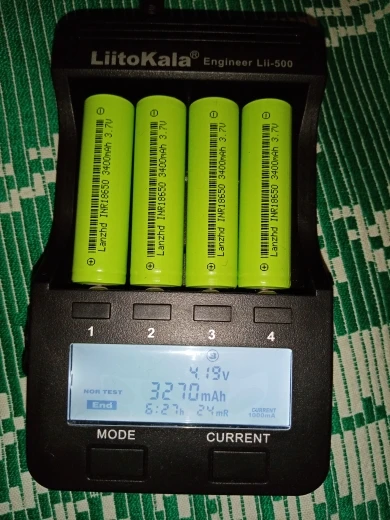 LiitoKala® Engineer Lii-500
Lanzhd INR18650 3400mAh 3.7V
Lanzhd INR18650 3400mAh 3.7V
Lanzhd INR18650 3400mAh 3.7V
Lanzhd INR18650 3400mAh 3.7V
1 2 3 4
3
4.19v
NOR TEST 3270mAh
End 6:27h 24mR CURRENT 1000mA
MODE CURRENT